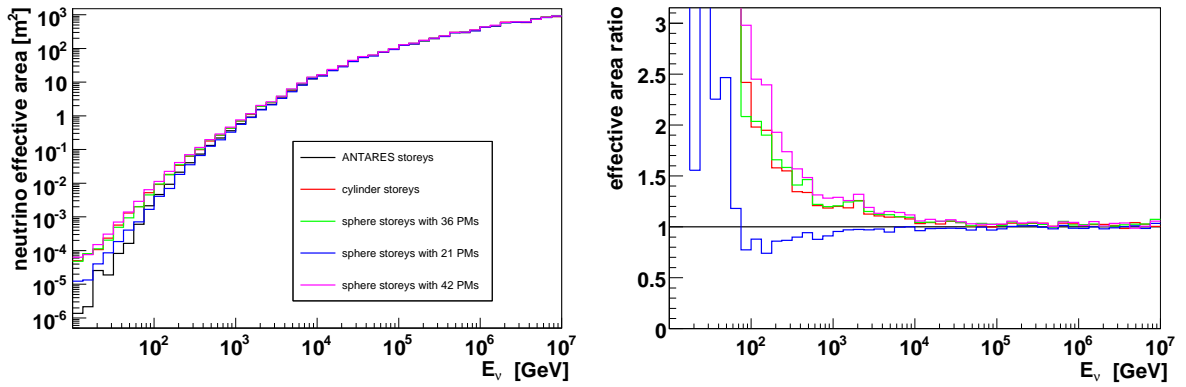 neutrino effective area [m²]
10³
10²
10
1
10⁻¹
10⁻²
10⁻³
10⁻⁴
10⁻⁵
10⁻⁶
ANTARES storeys
cylinder storeys
sphere storeys with 36 PMs
sphere storeys with 21 PMs
sphere storeys with 42 PMs
10² 10³ 10⁴ 10⁵ 10⁶ 10⁷
Eν [GeV]
effective area ratio
3
2.5
2
1.5
1
0.5
0
10² 10³ 10⁴ 10⁵ 10⁶ 10⁷
Eν [GeV]